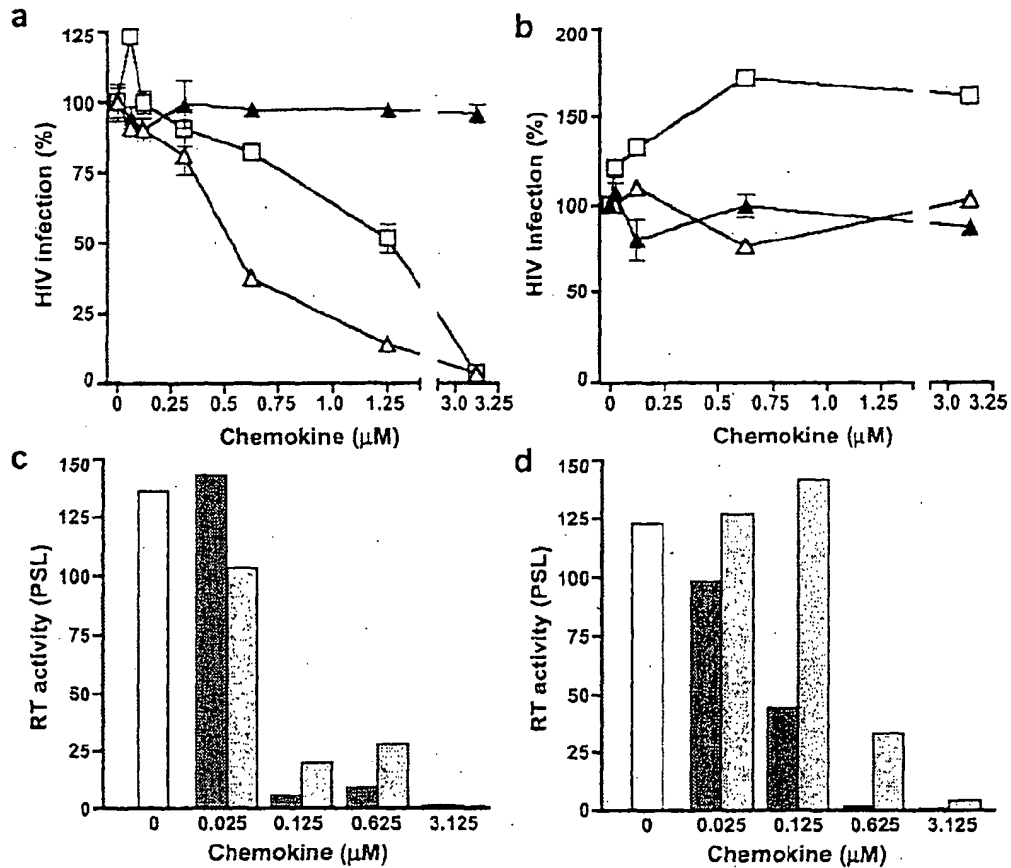 a
125
100
75
50
25
0
HIV infection (%)
0 0.25 0.5 0.75 1.0 1.25 3.0 3.25
Chemokine (μM)
b
200
150
100
50
0
HIV infection (%)
0 0.25 0.5 0.75 1.0 1.25 3.0 3.25
Chemokine (μM)
c
150
125
100
75
50
25
0
RT activity (PSL)
0 0.025 0.125 0.625 3.125
Chemokine (μM)
d
150
125
100
75
50
25
0
RT activity (PSL)
0 0.025 0.125 0.625 3.125
Chemokine (μM)